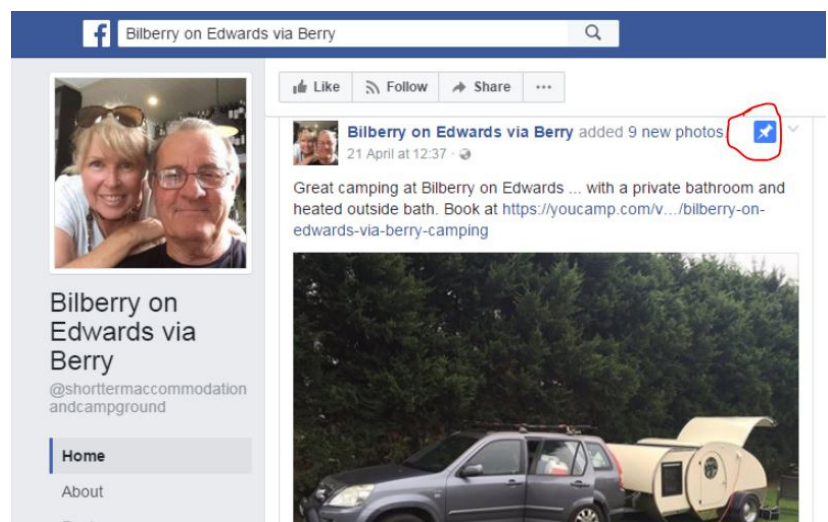 f
Bilberry on Edwards via Berry
Like Follow Share ...
Bilberry on Edwards via Berry added 9 new photos.
21 April at 12:37 ·
Great camping at Bilberry on Edwards ... with a private bathroom and
heated outside bath. Book at https://youcamp.com/v.../bilberry-on-
edwards-via-berry-camping
Bilberry on
Edwards via
Berry
@shorttermaccommodation
andcampground
Home
About